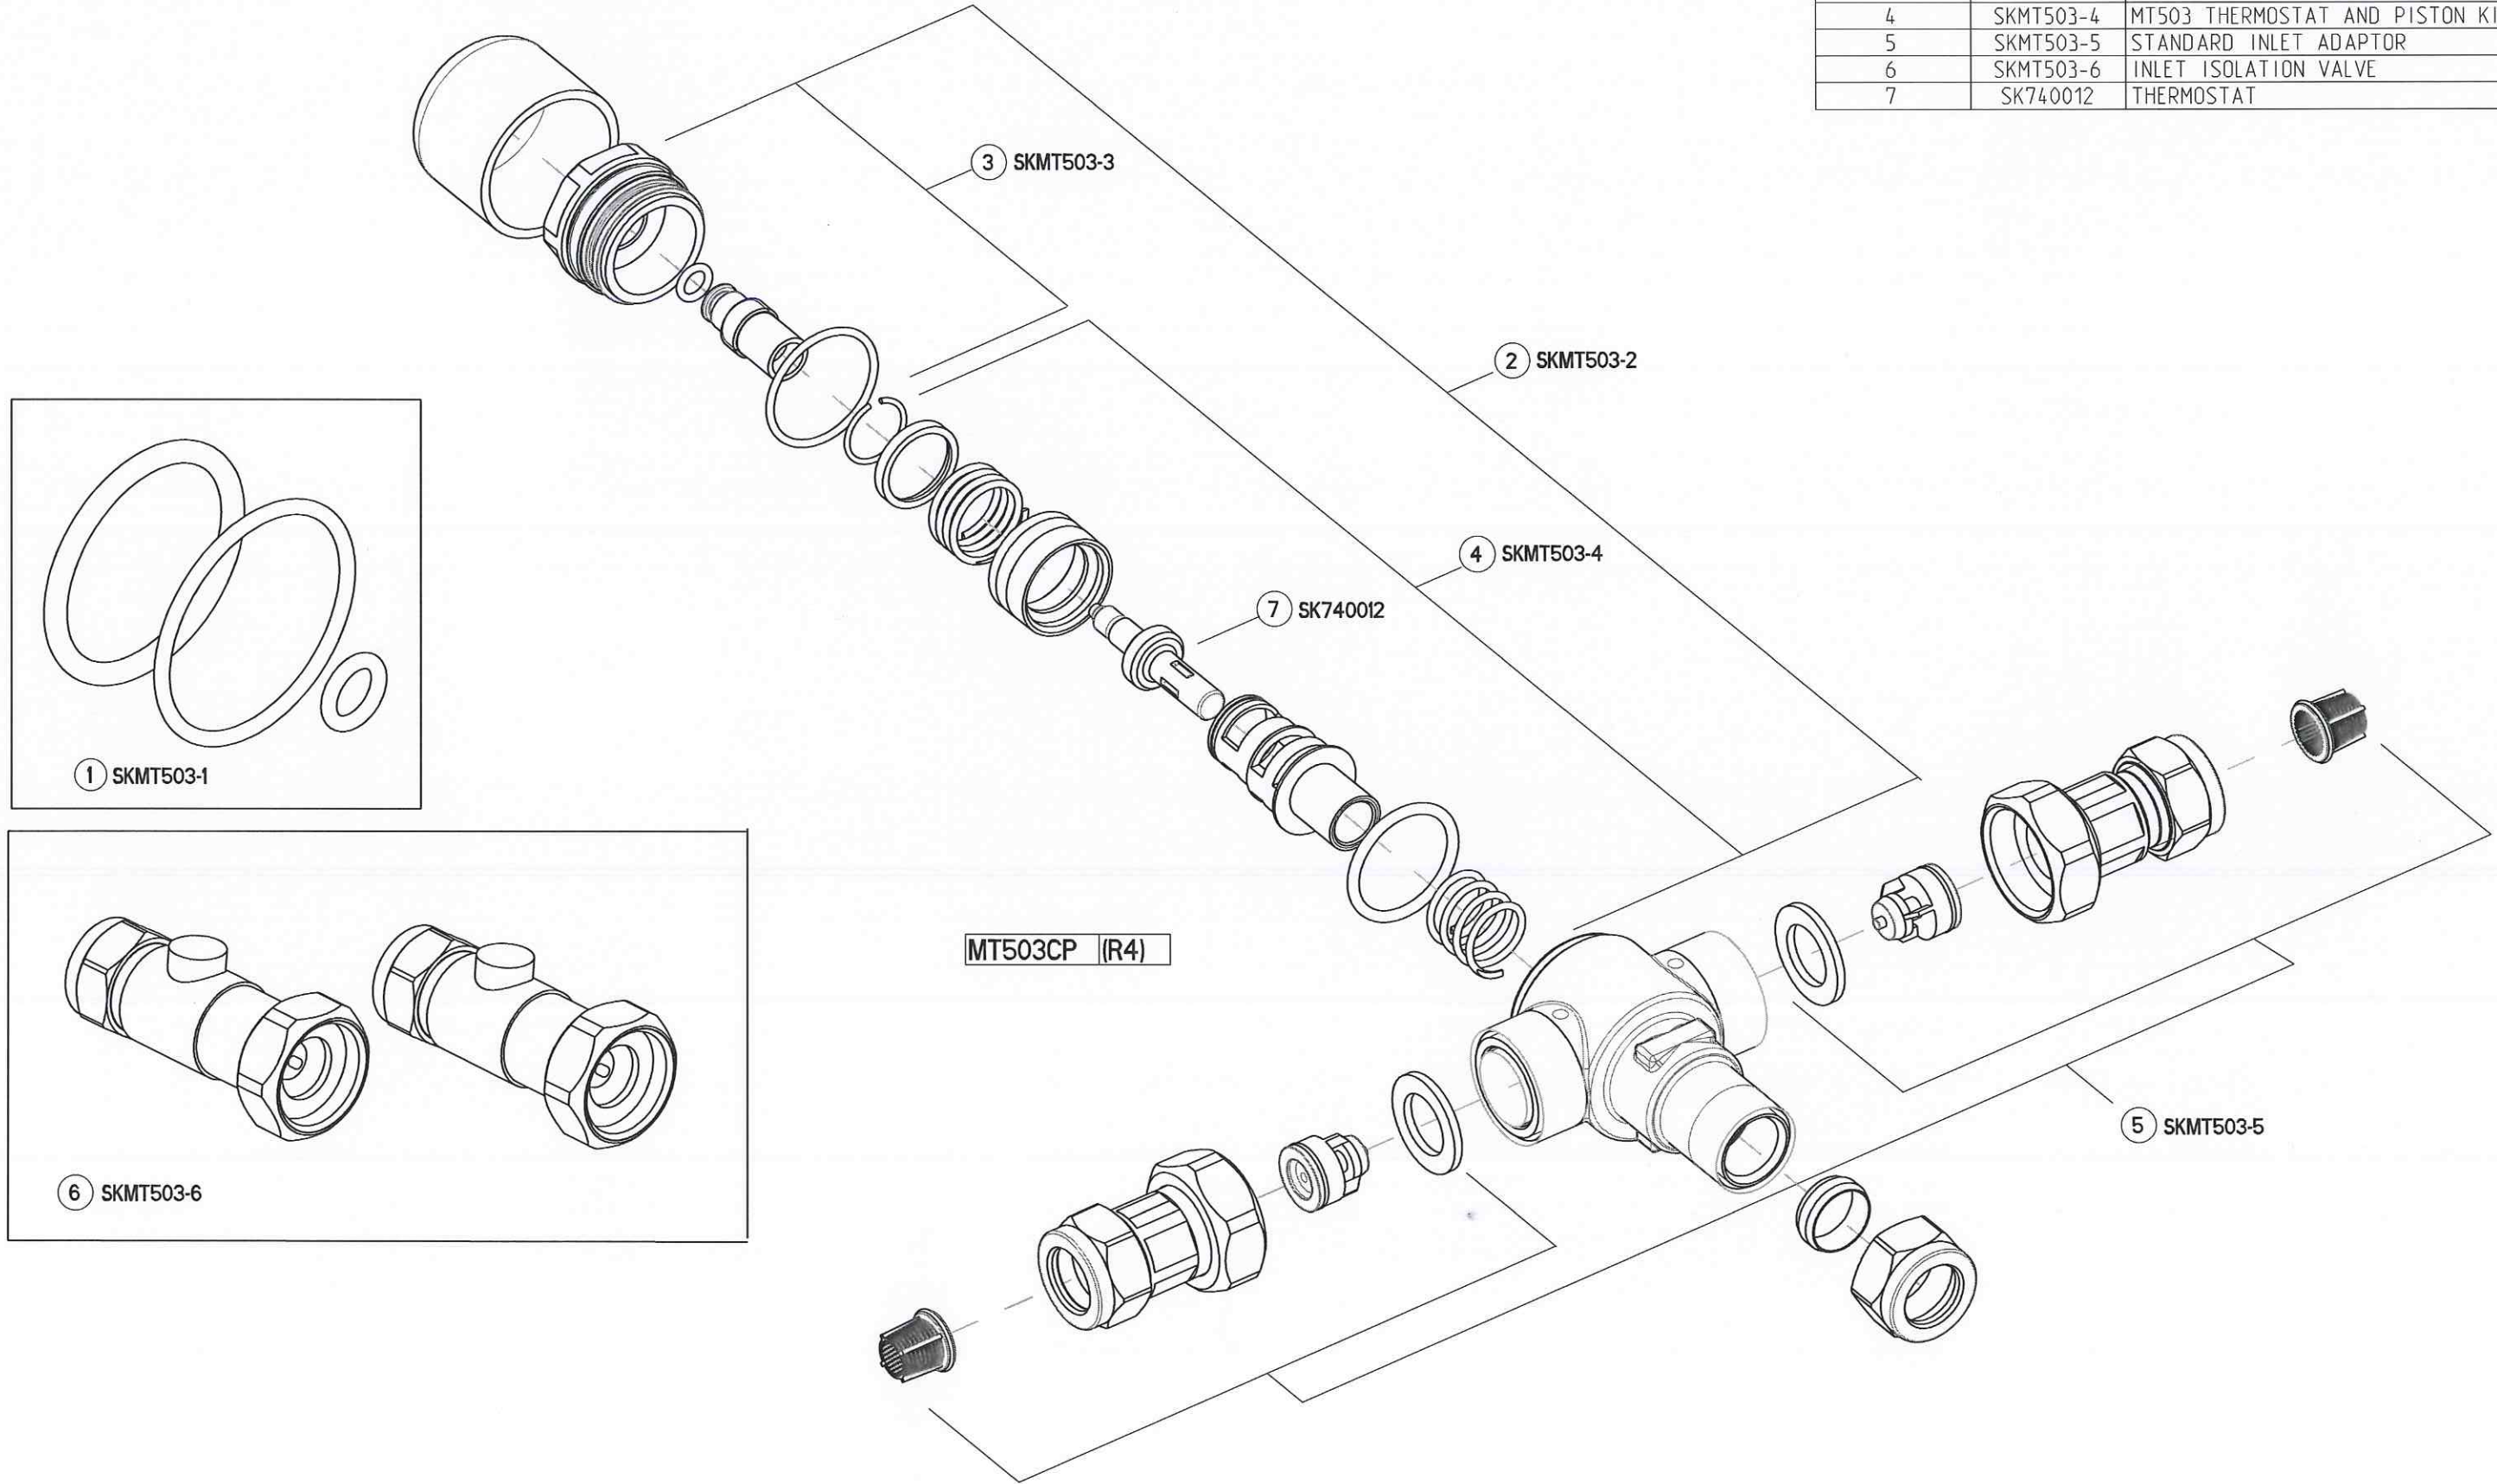 4 SKMT503-4 MT503 THERMOSTAT AND PISTON
5 SKMT503-5 STANDARD INLET ADAPTOR
6 SKMT503-6 INLET ISOLATION VALVE
7 SK740012 THERMOSTAT
3 SKMT503-3
2 SKMT503-2
4 SKMT503-4
7 SK740012
1 SKMT503-1
MT503CP (R4)
5 SKMT503-5
6 SKMT503-6